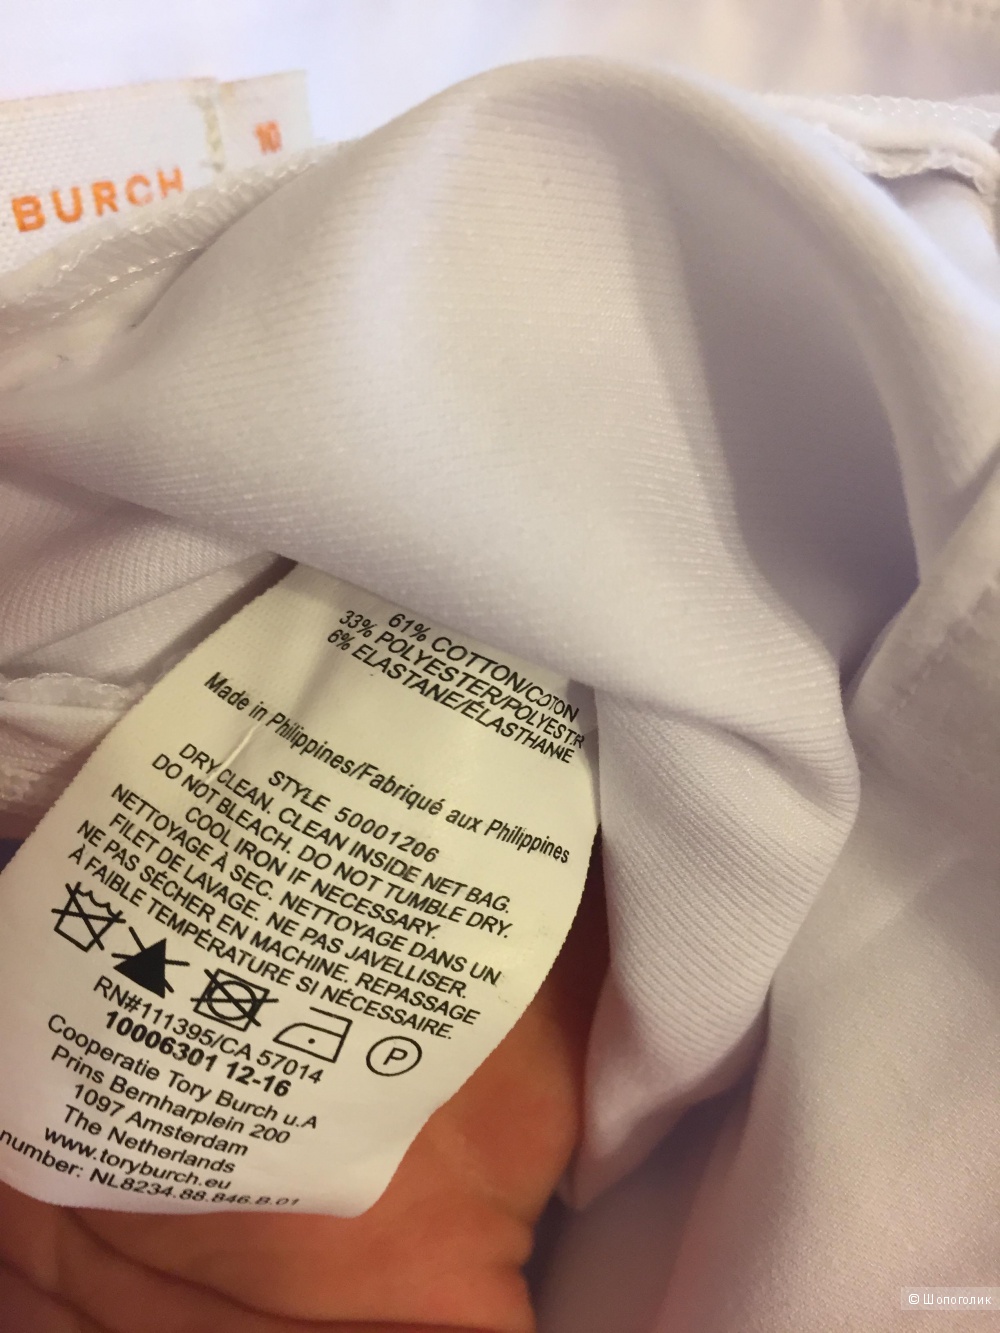 BURCH
10
61% COTTON/COTON
33% POLYESTER/POLYESTR
6% ELASTANE/ÉLASTHANNE
Made in Philippines/Fabriqué aux Philippines
STYLE 50001206
DRY CLEAN. CLEAN INSIDE NET BAG.
DO NOT BLEACH. DO NOT TUMBLE DRY.
COOL IRON IF NECESSARY.
NETTOYAGE À SEC. NETTOYAGE DANS UN
FILET DE LAVAGE. NE PAS JAVELLISER.
NE PAS SÉCHER EN MACHINE. REPASSAGE
À FAIBLE TEMPÉRATURE SI NÉCESSAIRE.
P
RN#111395/CA 57014
10006301 12-16
Cooperatie Tory Burch u.A
Prins Bernharplein 200
1097 Amsterdam
The Netherlands
www.toryburch.eu
number: NL8234.88.846.B.01
© Шопоголик